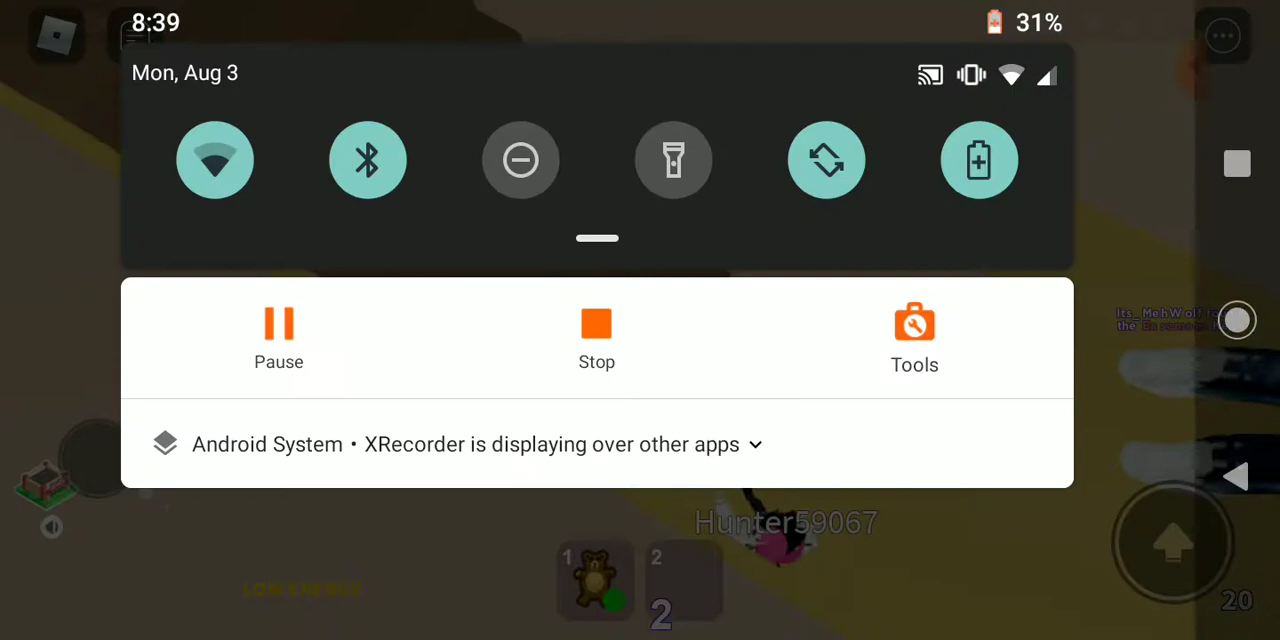 8:39
31%
Mon, Aug 3
Pause
Stop
Tools
Android System • XRecorder is displaying over other apps
Hunter59067
1
2
2
20